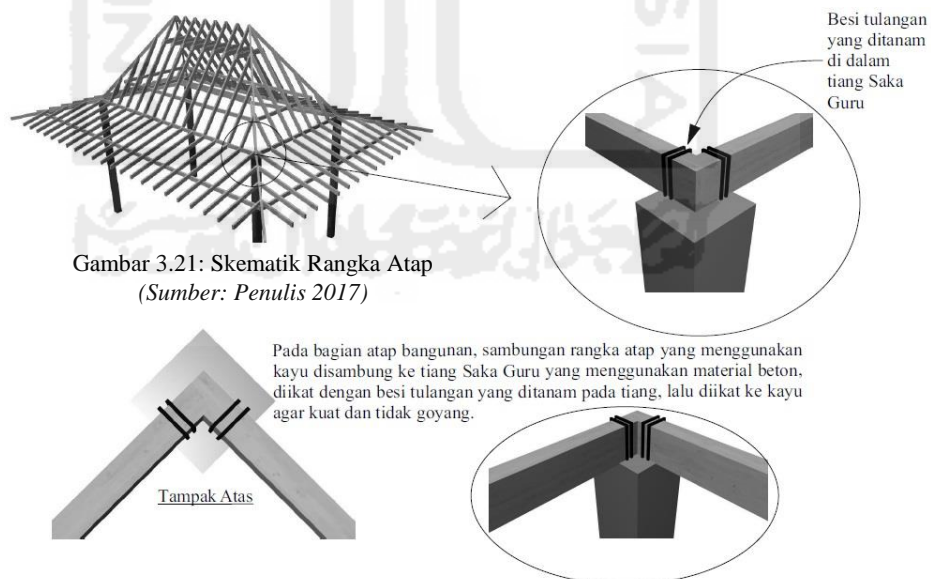 Besi tulangan
yang ditanam
di dalam
tiang Saka
Guru
Gambar 3.21: Skematik Rangka Atap
(Sumber: Penulis 2017)
Pada bagian atap bangunan, sambungan rangka atap yang menggunakan
kayu disambung ke tiang Saka Guru yang menggunakan material beton,
diikat dengan besi tulangan yang ditanam pada tiang, lalu diikat ke kayu
agar kuat dan tidak goyang.
Tampak Atas